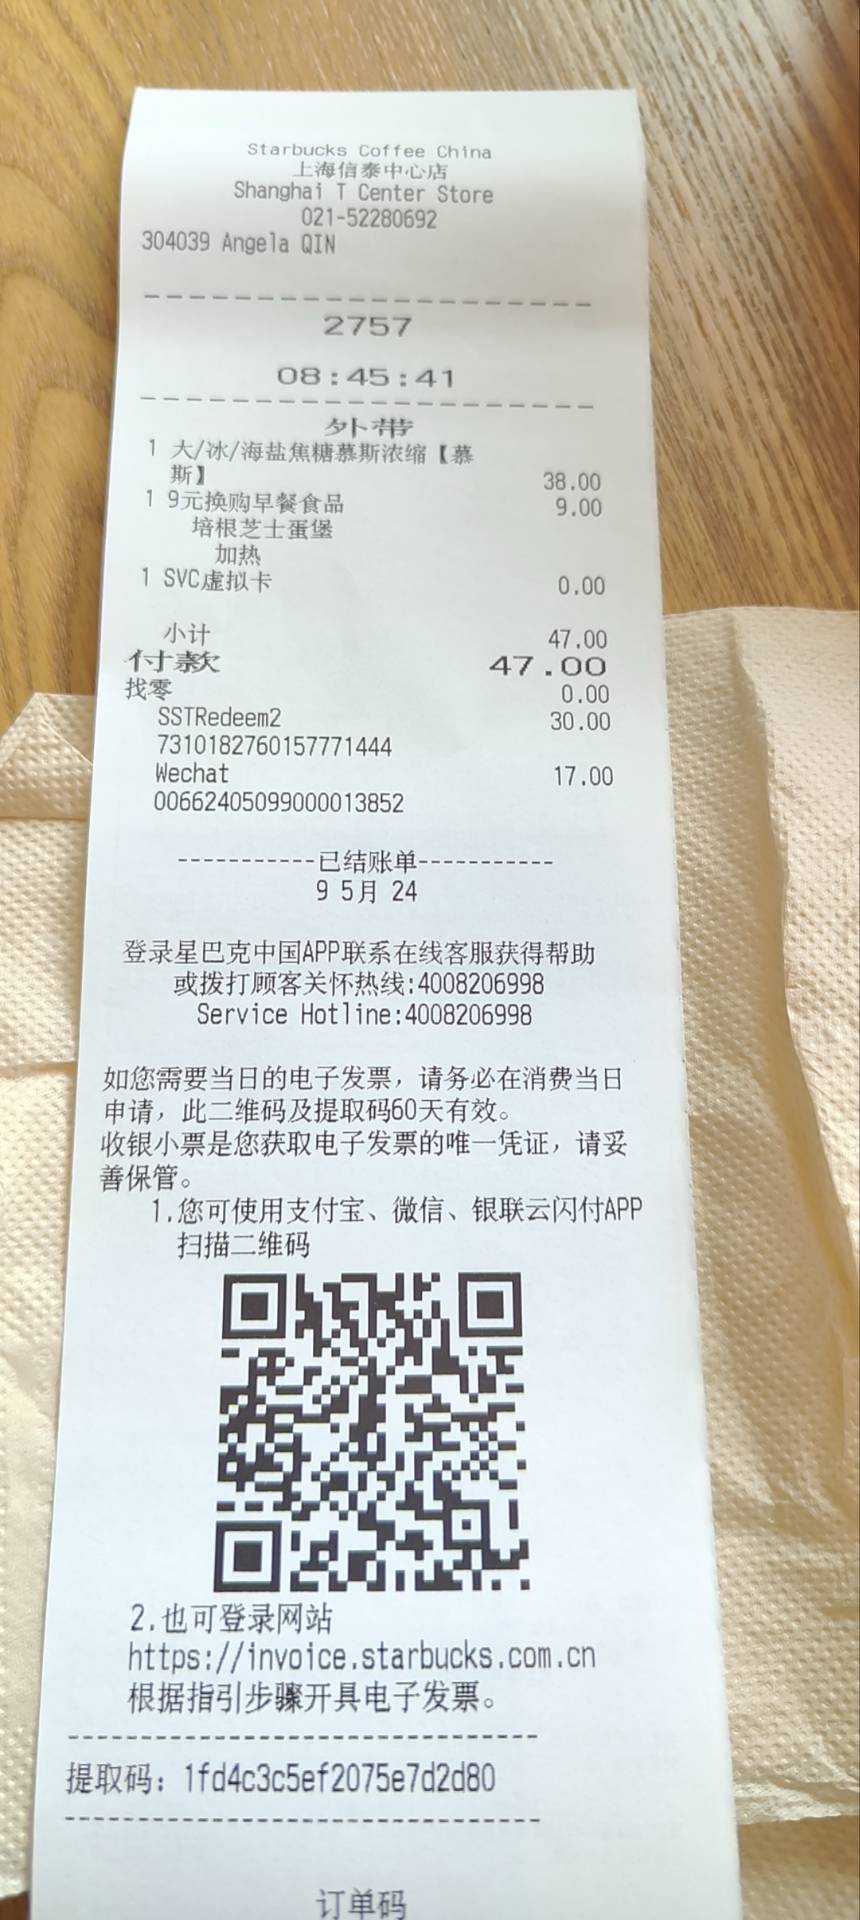 Starbucks Coffee China
上海信泰中心店
Shanghai T Center Store
021-52280692
304039 Angela QIN
2757
08:45:41
外带
1 大/冰/海盐焦糖慕斯浓缩【慕
斯】 38.00
1 9元换购早餐食品 9.00
培根芝士蛋堡
加热
1 SVC虚拟卡 0.00
小计 47.00
付款 47.00
找零 0.00
SSTRedeem2 30.00
7310182760157771444
Wechat 17.00
00662405099000013852
-----------已结账单-----------
9 5月 24
登录星巴克中国APP联系在线客服获得帮助
或拨打顾客关怀热线:4008206998
Service Hotline:4008206998
如您需要当日的电子发票，请务必在消费当日
申请，此二维码及提取码60天有效。
收银小票是您获取电子发票的唯一凭证，请妥
善保管。
1.您可使用支付宝、微信、银联云闪付APP
扫描二维码
2.也可登录网站
https://invoice.starbucks.com.cn
根据指引步骤开具电子发票。
提取码：1fd4c3c5ef2075e7d2d80
订单码